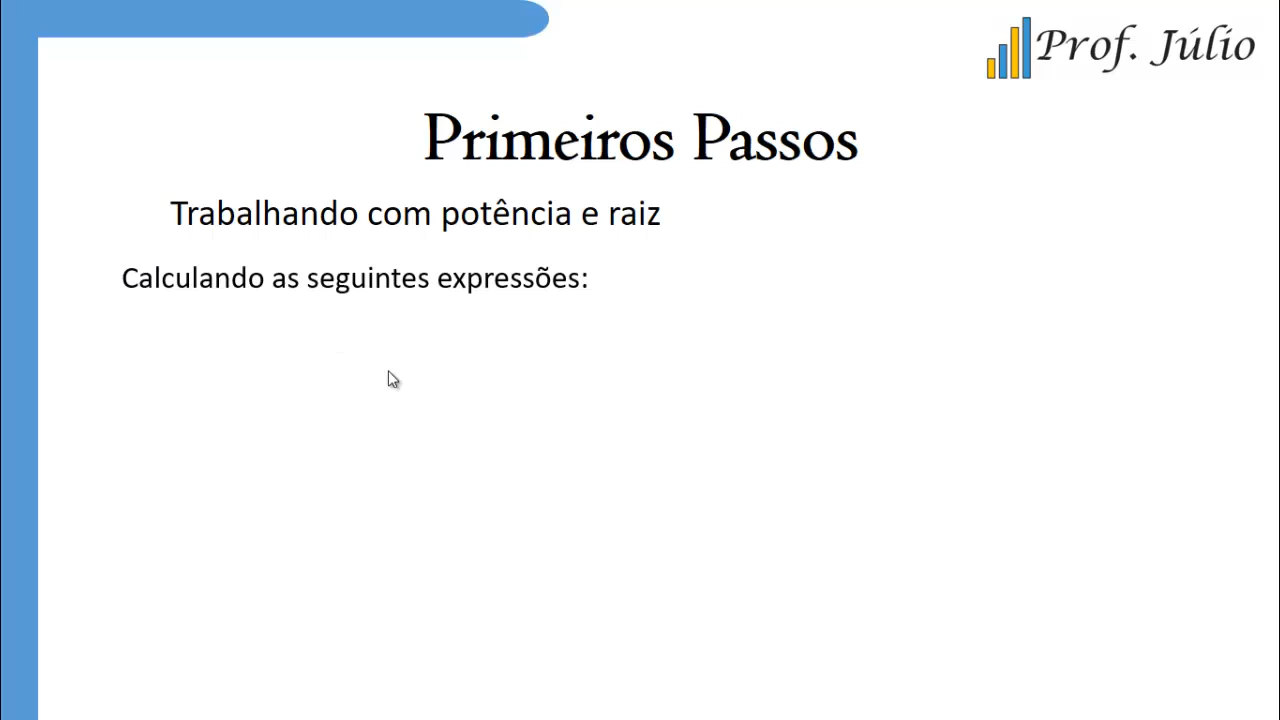 Prof. Júlio
Primeiros Passos
Trabalhando com potência e raiz
Calculando as seguintes expressões: